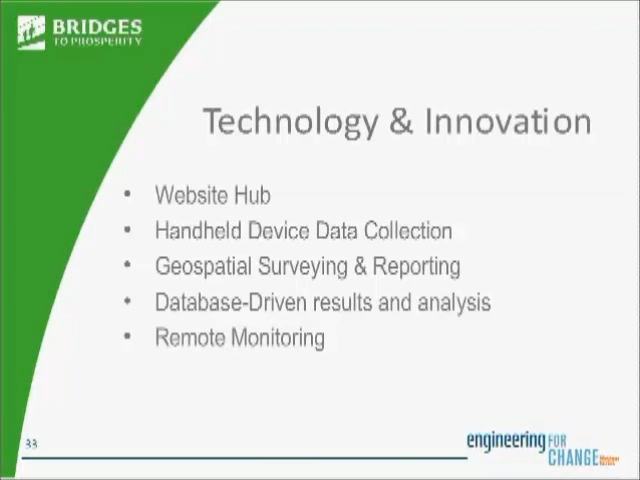 BRIDGES
TO PROSPERITY
Technology & Innovation
• Website Hub
• Handheld Device Data Collection
• Geospatial Surveying & Reporting
• Database-Driven results and analysis
• Remote Monitoring
33
engineering FOR
CHANGE